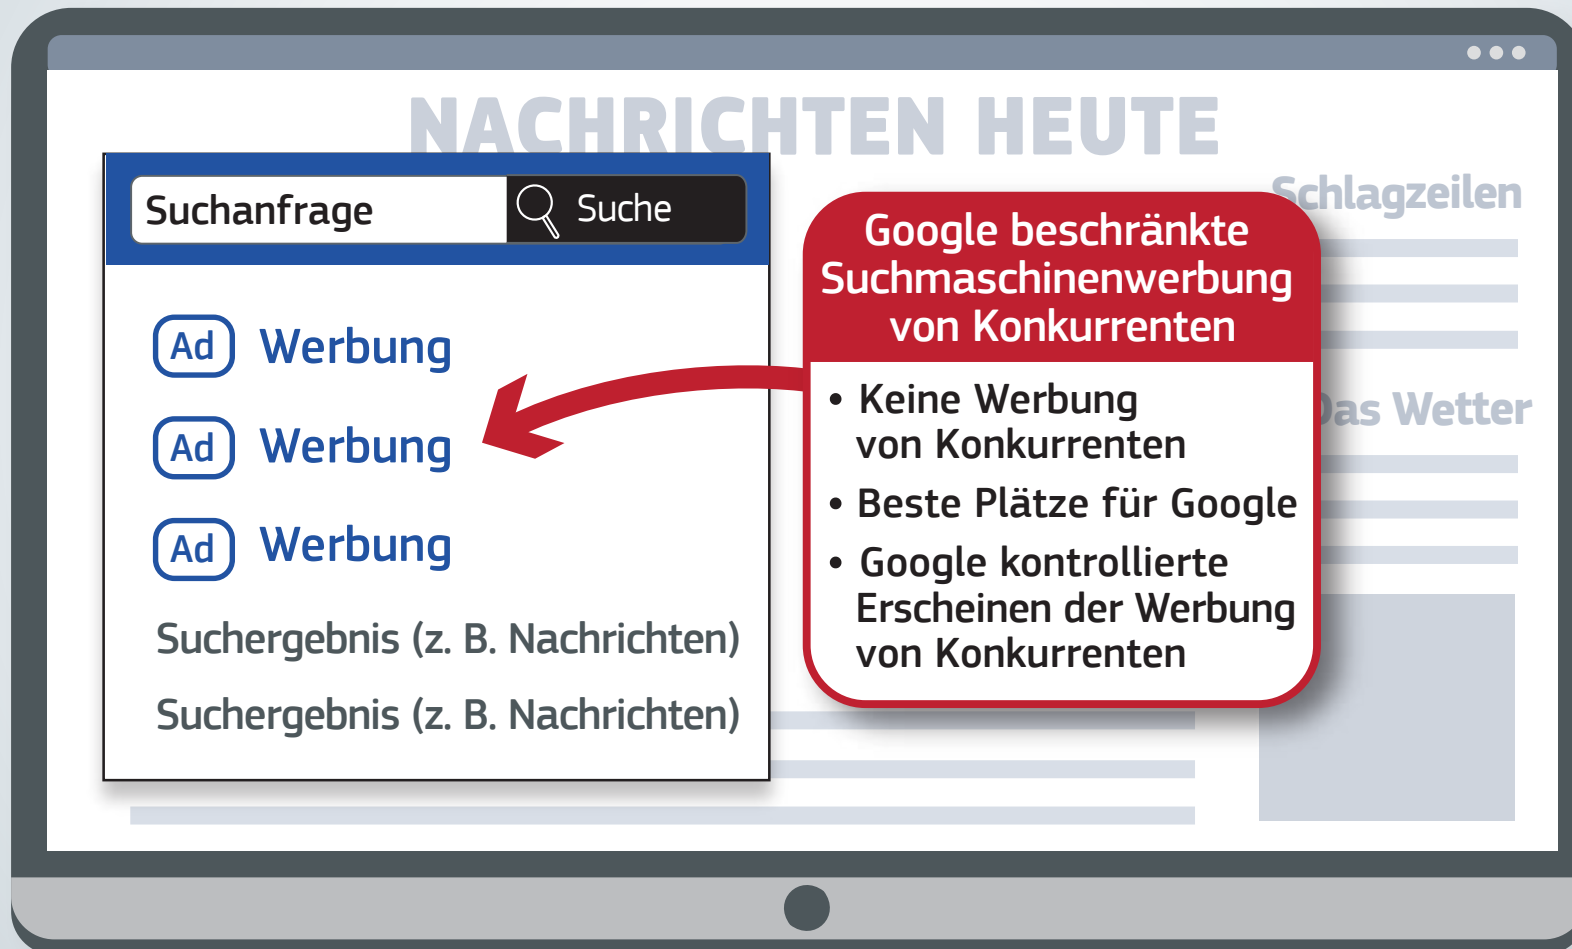 NACHRICHTEN HEUTE
Suchanfrage
Suche
Ad Werbung
Ad Werbung
Ad Werbung
Suchergebnis (z. B. Nachrichten)
Suchergebnis (z. B. Nachrichten)
Google beschränkte
Suchmaschinenwerbung
von Konkurrenten
• Keine Werbung
von Konkurrenten
• Beste Plätze für Google
• Google kontrollierte
Erscheinen der Werbung
von Konkurrenten
Schlagzeilen
Das Wetter